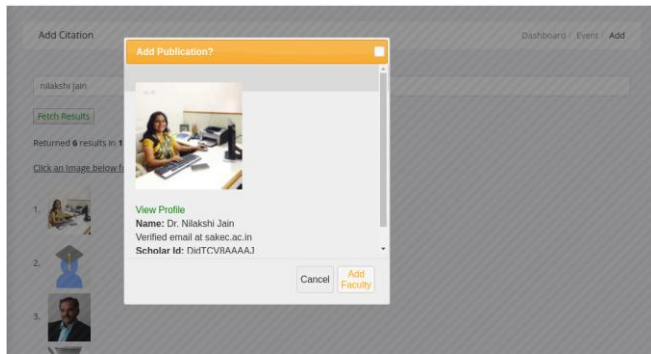 Add Citation
Dashboard / Event / Add
Add Publication?
nilakshi jain
Fetch Results
Returned 6 results in 1
Click an Image below f
View Profile
Name: Dr. Nilakshi Jain
Verified email at sakec.ac.in
Scholar Id: DidTCV8AAAAJ
1.
2.
3.
Cancel
Add
Faculty